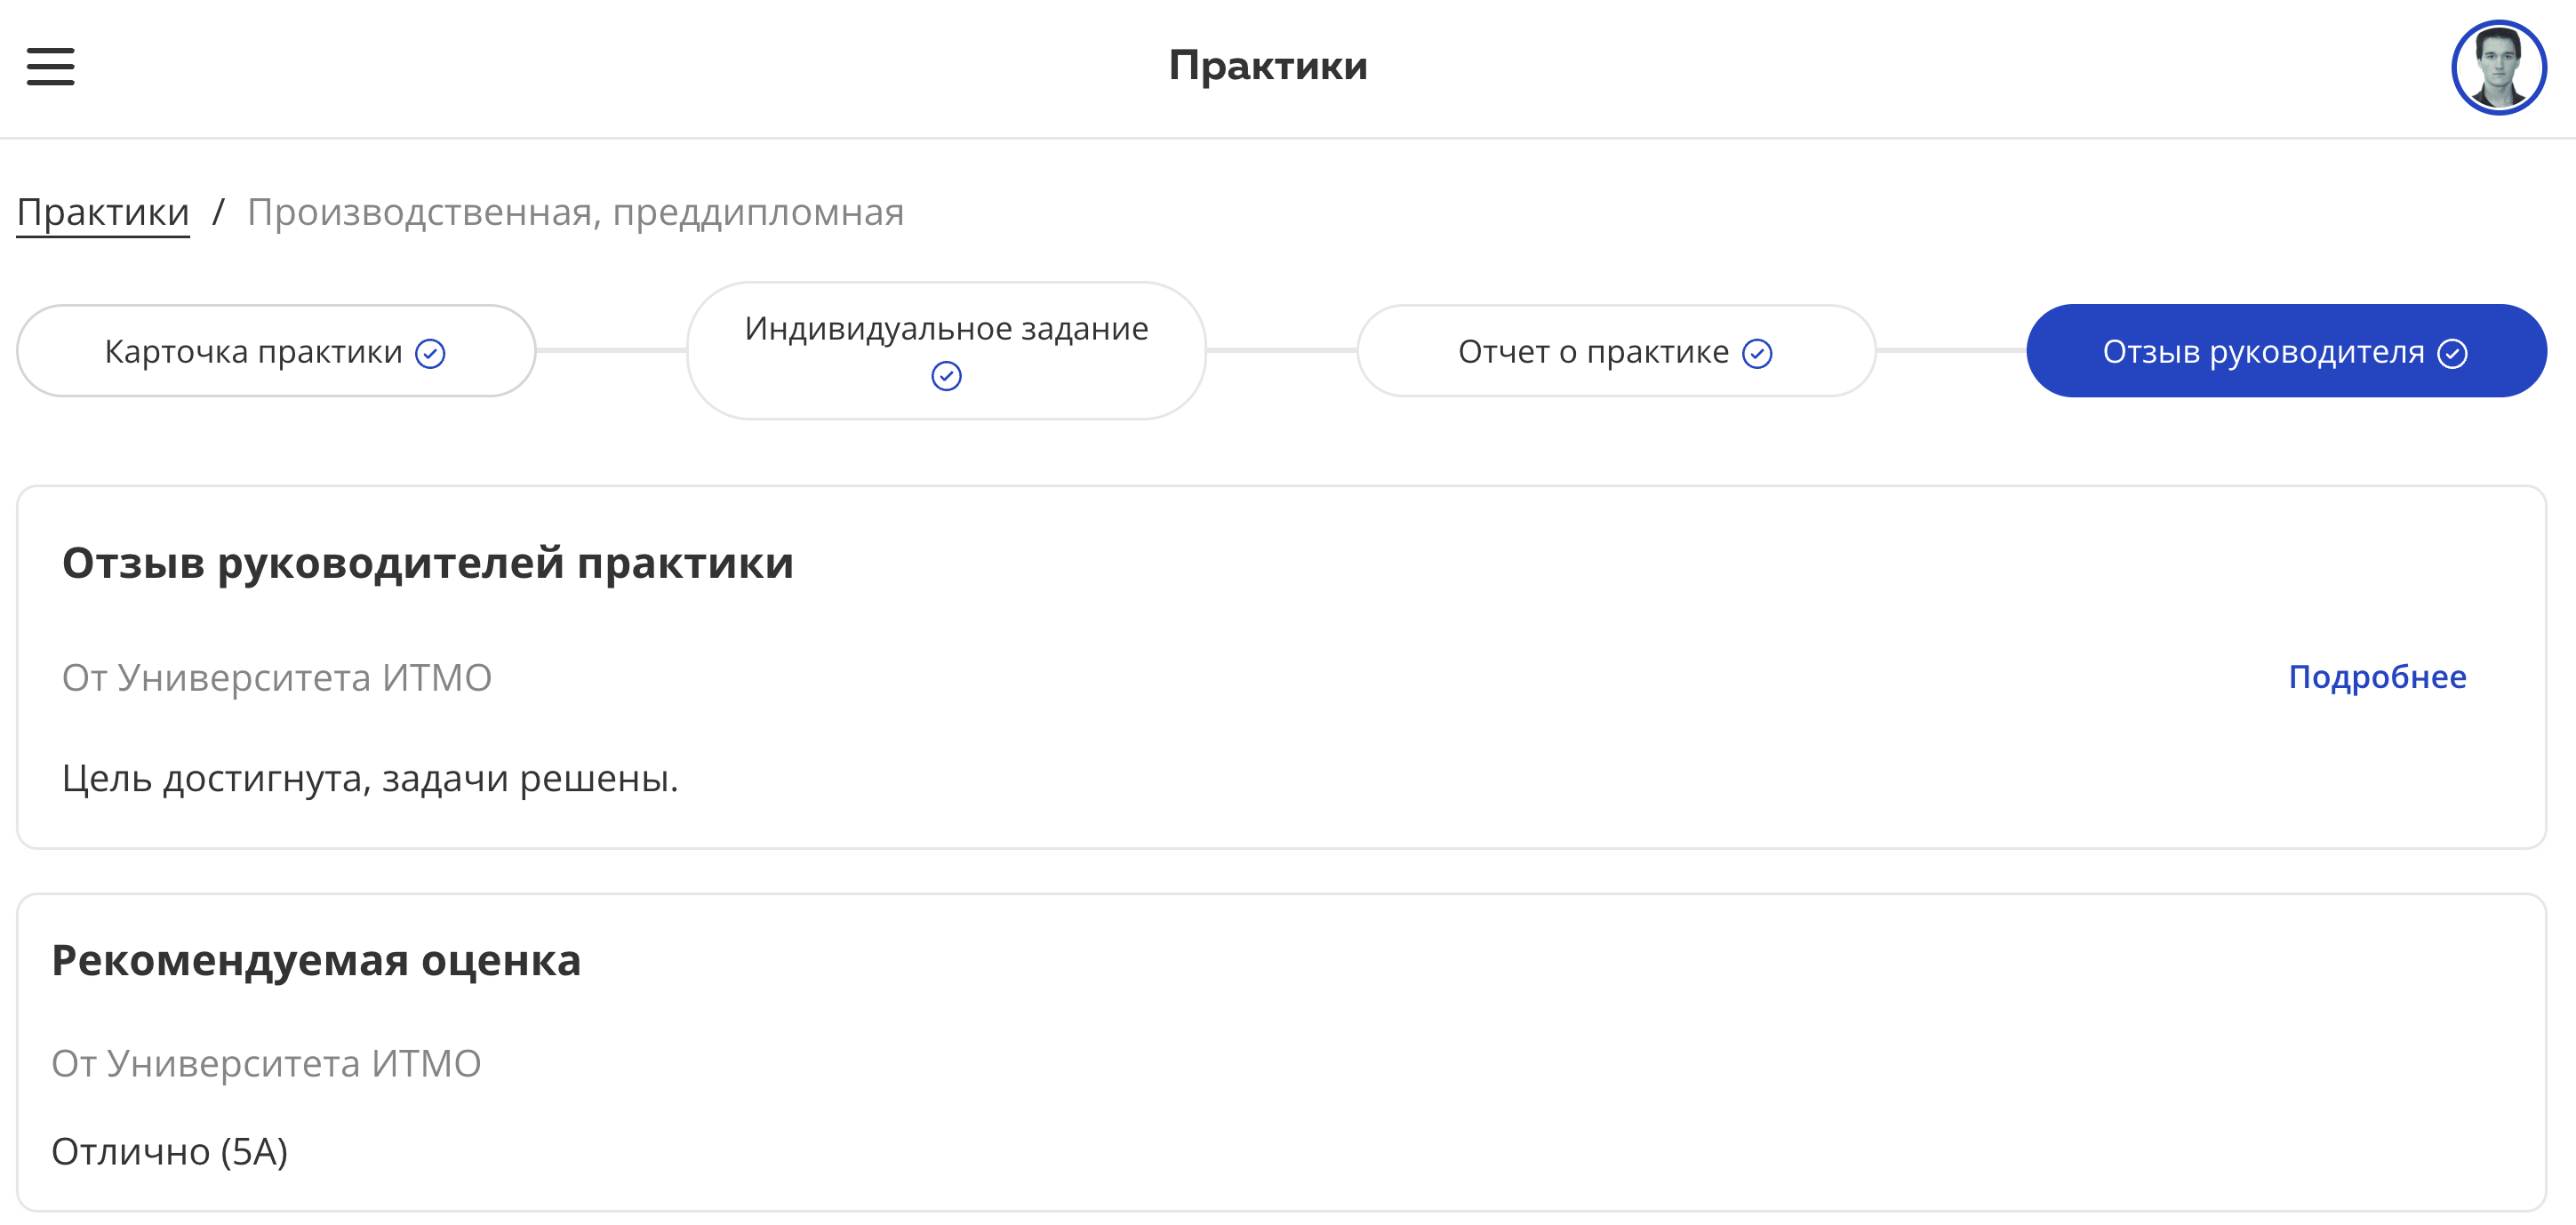 Практики
Практики / Производственная, преддипломная
Карточка практики
Индивидуальное задание
Отчет о практике
Отзыв руководителя
Отзыв руководителей практики
От Университета ИТМО
Подробнее
Цель достигнута, задачи решены.
Рекомендуемая оценка
От Университета ИТМО
Отлично (5A)